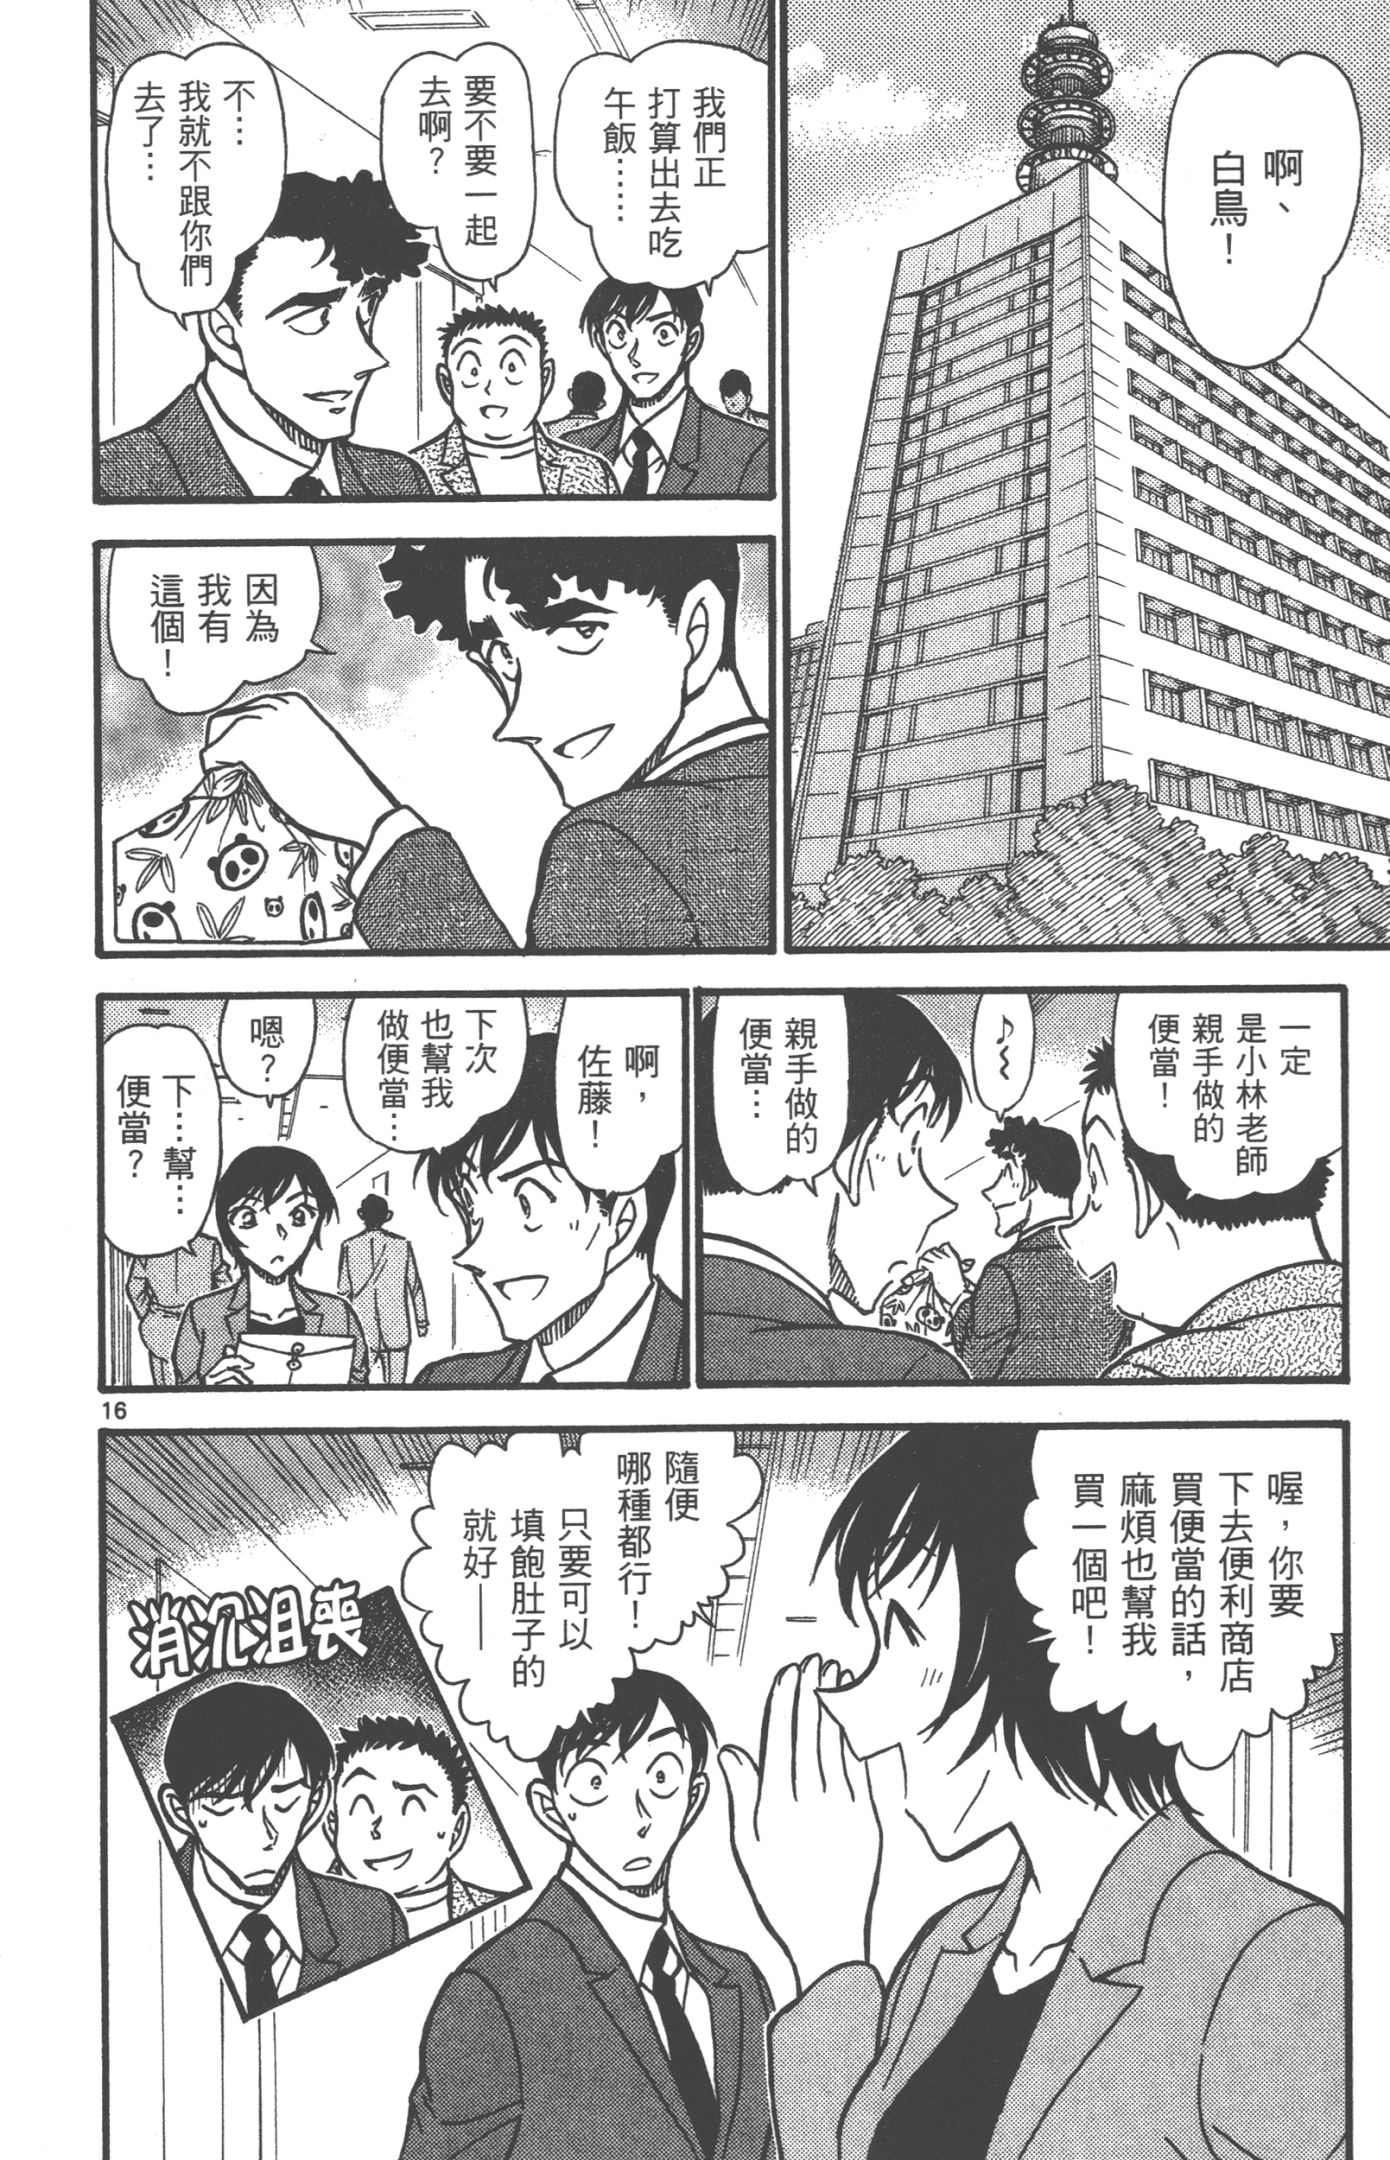 啊、
白鳥！
我們正
打算出去吃
午飯……
要不要一起
去啊？
不…
我就不跟你們
去了…
因為
我有
這個！
一定
是小林老師
親手做的
便當！
♪～
親手做的
便當…
啊，
佐藤！
下次
也幫我
做便當…
嗯？
下…幫…
便當？
16
喔，你要
下去便利商店
買便當的話，
麻煩也幫我
買一個吧！
隨便
哪種都行！
只要可以
填飽肚子的
就好——
消沉沮喪